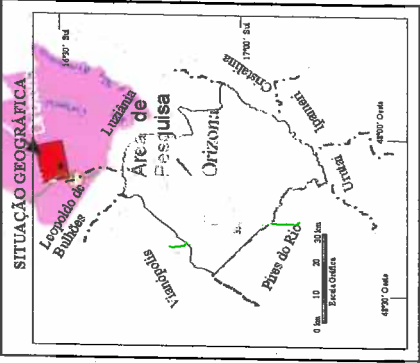 SITUAÇÃO GEOGRÁFICA
16°30' Sul
17°00' Sul
Leopoldo de
Bulhões
Luziânia
Cristalina
Área de
Pesquisa
Orizona
Vianópolis
Ipameri
Urutaí
Pires do Rio
0 km 10 20 30 km
Escala Gráfica
48°30' Oeste
48°00' Oeste